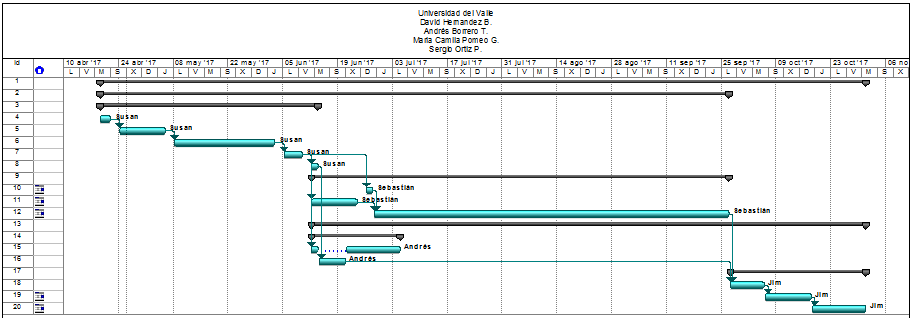 Universidad del Valle
David Hernandez B.
Andrés Borrero T.
María Camila Pomeo G.
Sergio Ortiz P.
Id 10 abr '17 24 abr '17 08 may '17 22 may '17 05 jun '17 19 jun '17 03 jul '17 17 jul '17 31 jul '17 14 ago '17 28 ago '17 11 sep '17 25 sep '17 09 oct '17 23 oct '17 06 no
L V M S X D J L V M S X D J L V M S X D J L V M S X D J L V M S X D J L V M S X
1
2
3
4 Susan
5 Susan
6 Susan
7 Susan
8 Susan
9
10 Sebastián
11 Sebastián
12 Sebastián
13
14
15 Andrés
16 Andrés
17
18 Jim
19 Jim
20 Jim